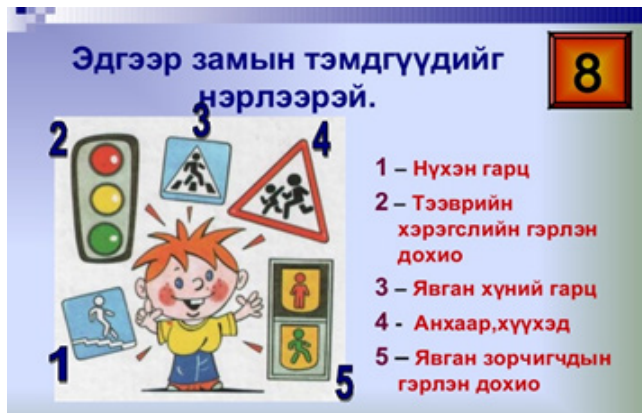 Эдгээр замын тэмдгүүдийг
нэрлээрэй.
8
2
3
4
1
5
1 – Нүхэн гарц
2 – Тээврийн
хэрэгслийн гэрлэн
дохио
3 – Явган хүний гарц
4 - Анхаар,хүүхэд
5 – Явган зорчигчдын
гэрлэн дохио